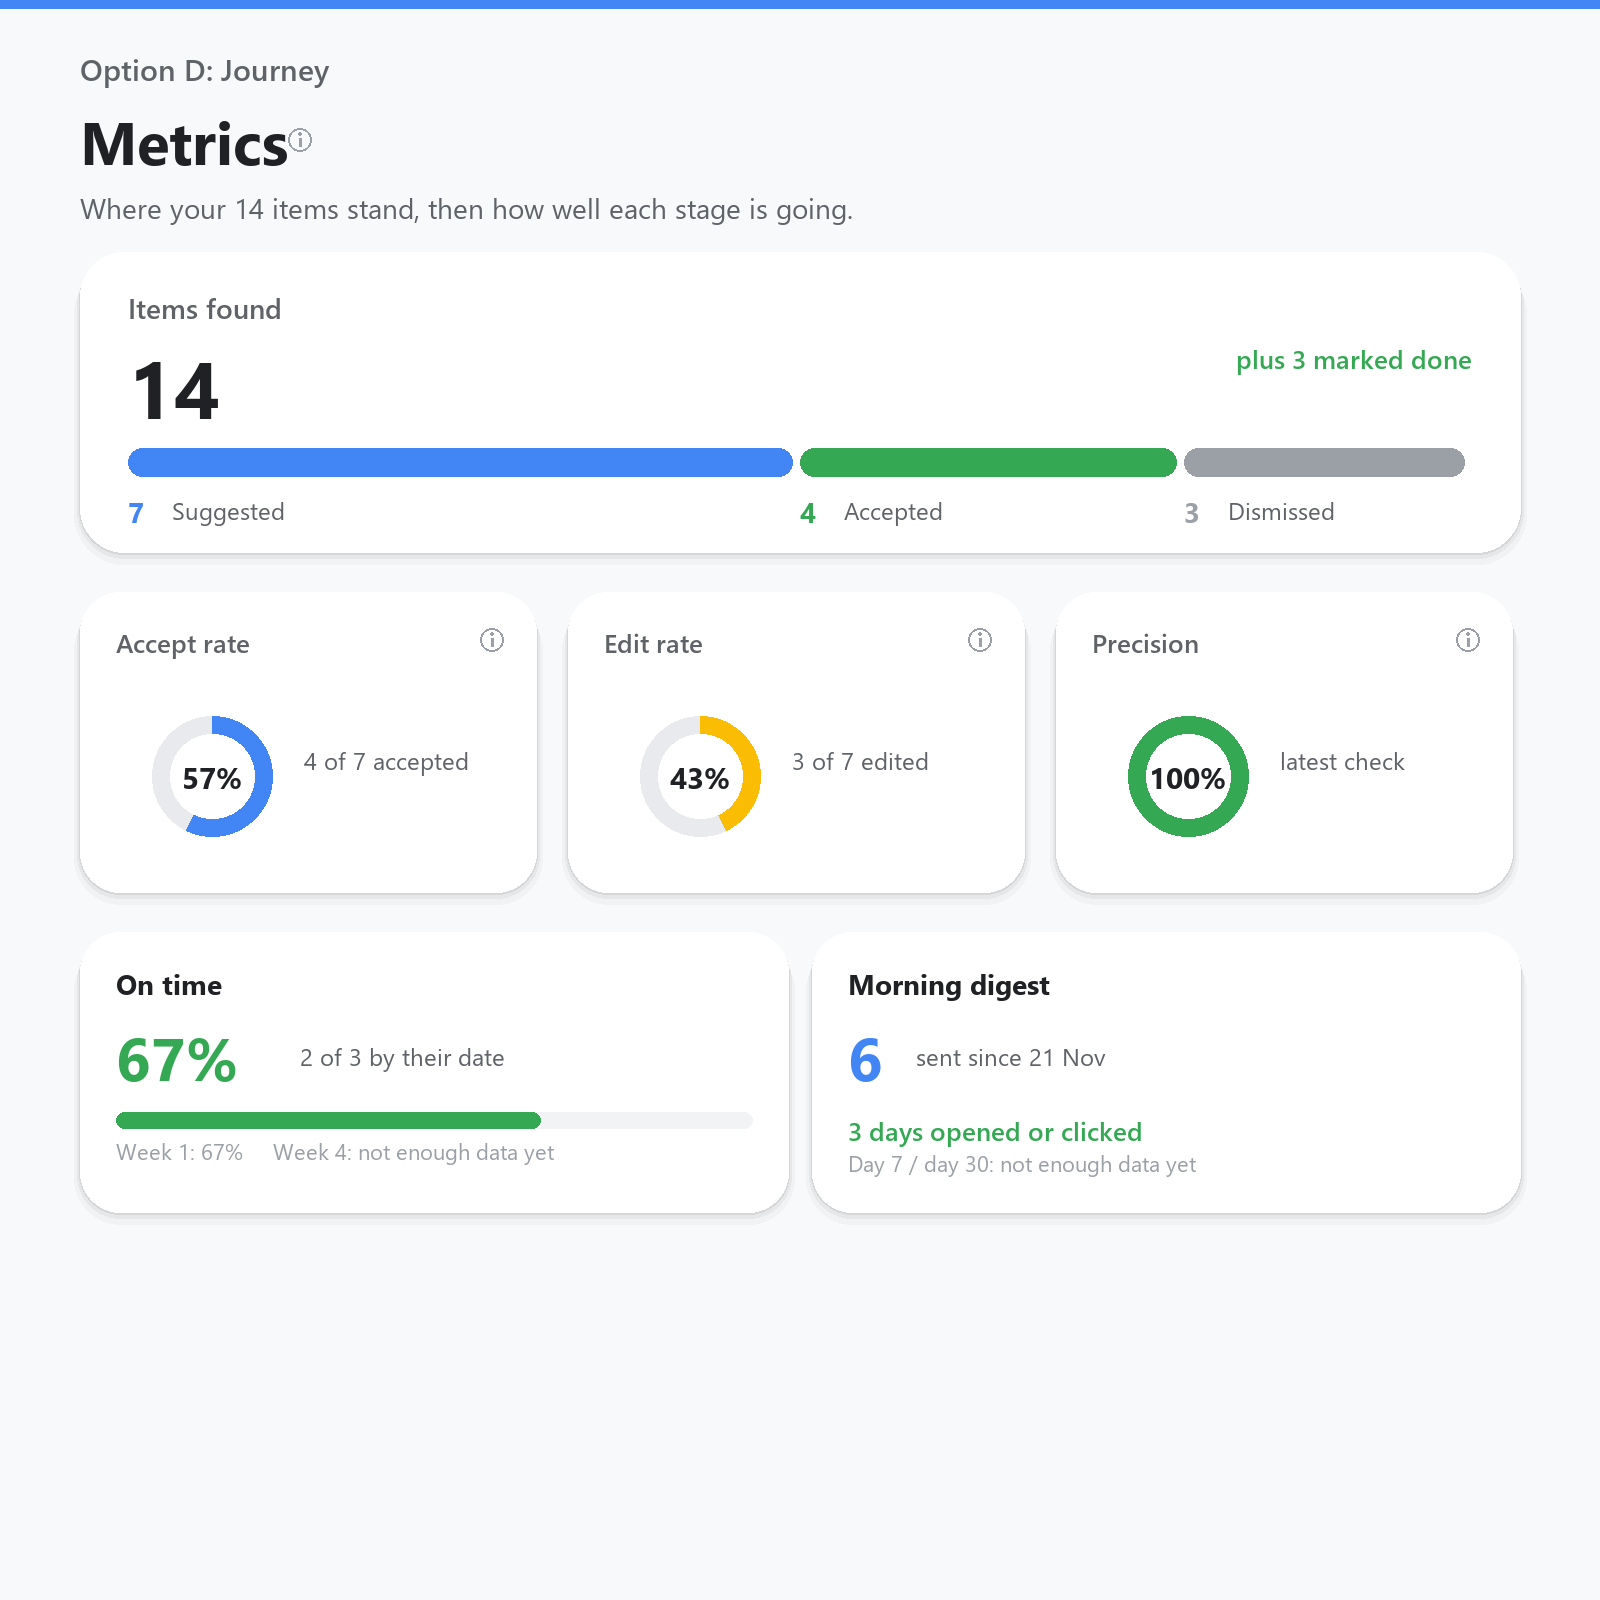 Option D: Journey
Metrics
Where your 14 items stand, then how well each stage is going.
Items found
14
plus 3 marked done
7 Suggested
4 Accepted
3 Dismissed
Accept rate
57%
4 of 7 accepted
Edit rate
43%
3 of 7 edited
Precision
100%
latest check
On time
67% 2 of 3 by their date
Week 1: 67% Week 4: not enough data yet
Morning digest
6 sent since 21 Nov
3 days opened or clicked
Day 7 / day 30: not enough data yet